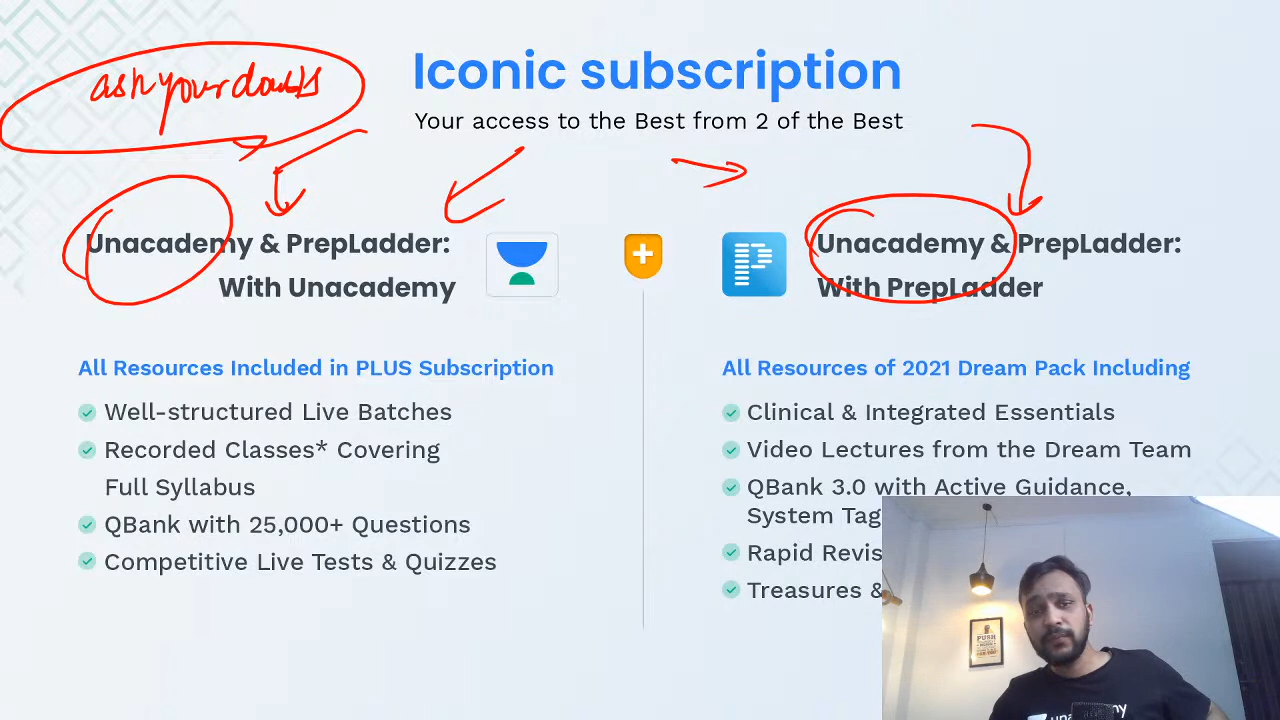 ask your doubts
Iconic subscription
Your access to the Best from 2 of the Best
Unacademy & PrepLadder:
With Unacademy
All Resources Included in PLUS Subscription
Well-structured Live Batches
Recorded Classes* Covering
Full Syllabus
QBank with 25,000+ Questions
Competitive Live Tests & Quizzes
Unacademy & PrepLadder:
With PrepLadder
All Resources of 2021 Dream Pack Including
Clinical & Integrated Essentials
Video Lectures from the Dream Team
QBank 3.0 with Active Guidance,
System Tag
Rapid Revis
Treasures &
PUSH